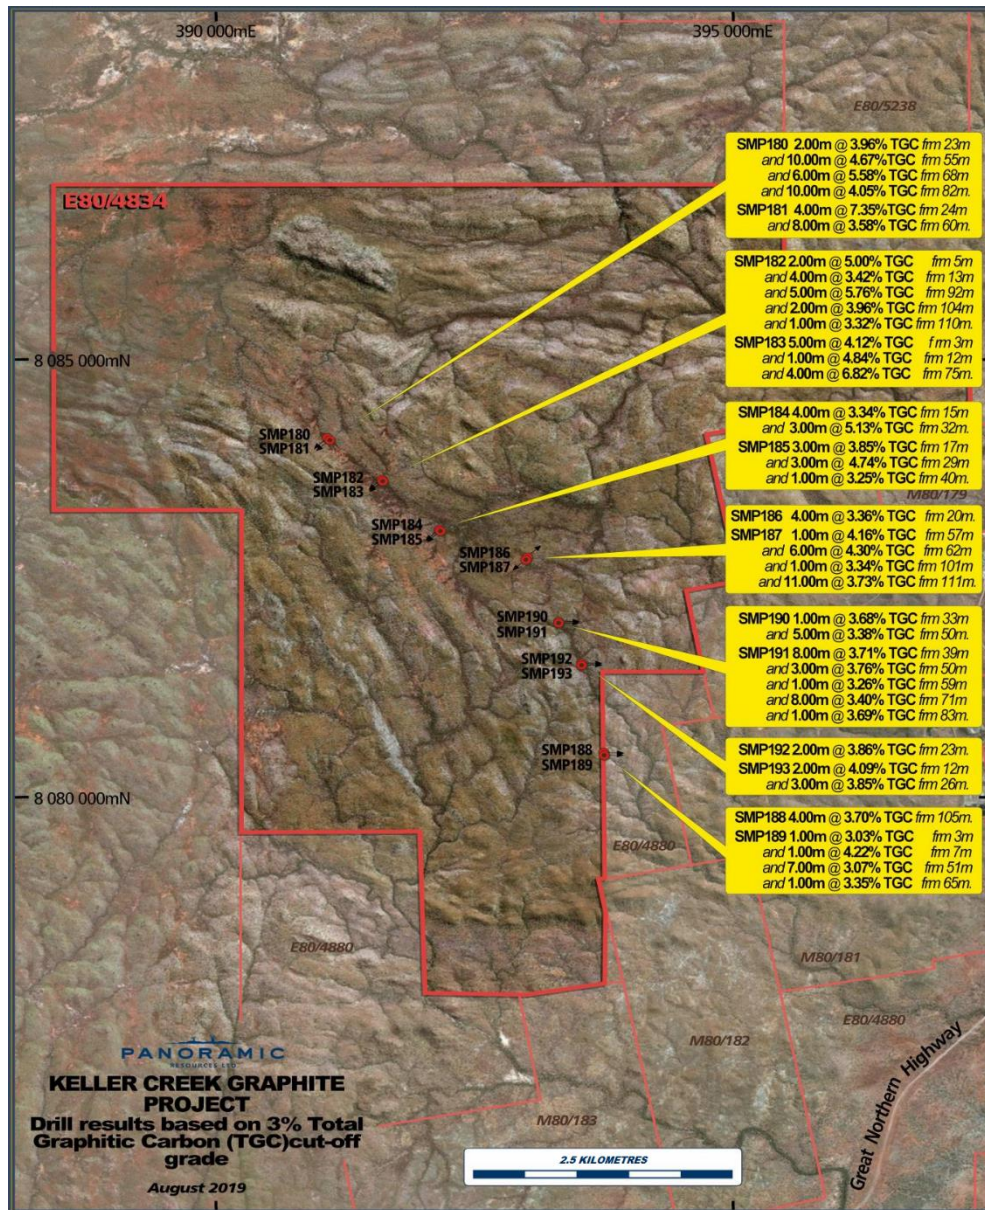 390 000mE
395 000mE
E80/5238
SMP180 2.00m @ 3.96% TGC frm 23m
and 10.00m @ 4.67%TGC frm 55m
and 6.00m @ 5.58% TGC frm 68m
and 10.00m @ 4.05% TGC frm 82m.
SMP181 4.00m @ 7.35%TGC frm 24m
and 8.00m @ 3.58% TGC frm 60m.
E80/4834
SMP182 2.00m @ 5.00% TGC frm 5m
and 4.00m @ 3.42% TGC frm 13m
and 5.00m @ 5.76% TGC frm 92m
and 2.00m @ 3.96% TGC frm 104m
and 1.00m @ 3.32% TGC frm 110m.
SMP183 5.00m @ 4.12% TGC f rm 3m
and 1.00m @ 4.84% TGC frm 12m
and 4.00m @ 6.82% TGC frm 75m.
8 085 000mN
SMP184 4.00m @ 3.34% TGC frm 15m
and 3.00m @ 5.13% TGC frm 32m.
SMP185 3.00m @ 3.85% TGC frm 17m
and 3.00m @ 4.74% TGC frm 29m
and 1.00m @ 3.25% TGC frm 40m.
M80/179
SMP180
SMP181
SMP182
SMP183
SMP184
SMP185
SMP186
SMP187
SMP186 4.00m @ 3.36% TGC frm 20m.
SMP187 1.00m @ 4.16% TGC frm 57m
and 6.00m @ 4.30% TGC frm 62m
and 1.00m @ 3.34% TGC frm 101m
and 11.00m @ 3.73% TGC frm 111m.
SMP190
SMP191
SMP192
SMP193
SMP190 1.00m @ 3.68% TGC frm 33m
and 5.00m @ 3.38% TGC frm 50m.
SMP191 8.00m @ 3.71% TGC frm 39m
and 3.00m @ 3.76% TGC frm 50m
and 1.00m @ 3.26% TGC frm 59m
and 8.00m @ 3.40% TGC frm 71m
and 1.00m @ 3.69% TGC frm 83m.
SMP188
SMP189
SMP192 2.00m @ 3.86% TGC frm 23m.
SMP193 2.00m @ 4.09% TGC frm 12m
and 3.00m @ 3.85% TGC frm 26m.
8 080 000mN
SMP188 4.00m @ 3.70% TGC frm 105m.
SMP189 1.00m @ 3.03% TGC frm 3m
and 1.00m @ 4.22% TGC frm 7m
and 7.00m @ 3.07% TGC frm 51m
and 1.00m @ 3.35% TGC frm 65m.
E80/4880
E80/4880
M80/181
E80/4880
M80/182
M80/183
Great Northern Highway
PANORAMIC
RESOURCES LTD
KELLER CREEK GRAPHITE
PROJECT
Drill results based on 3% Total
Graphitic Carbon (TGC)cut-off
grade
August 2019
2.5 KILOMETRES